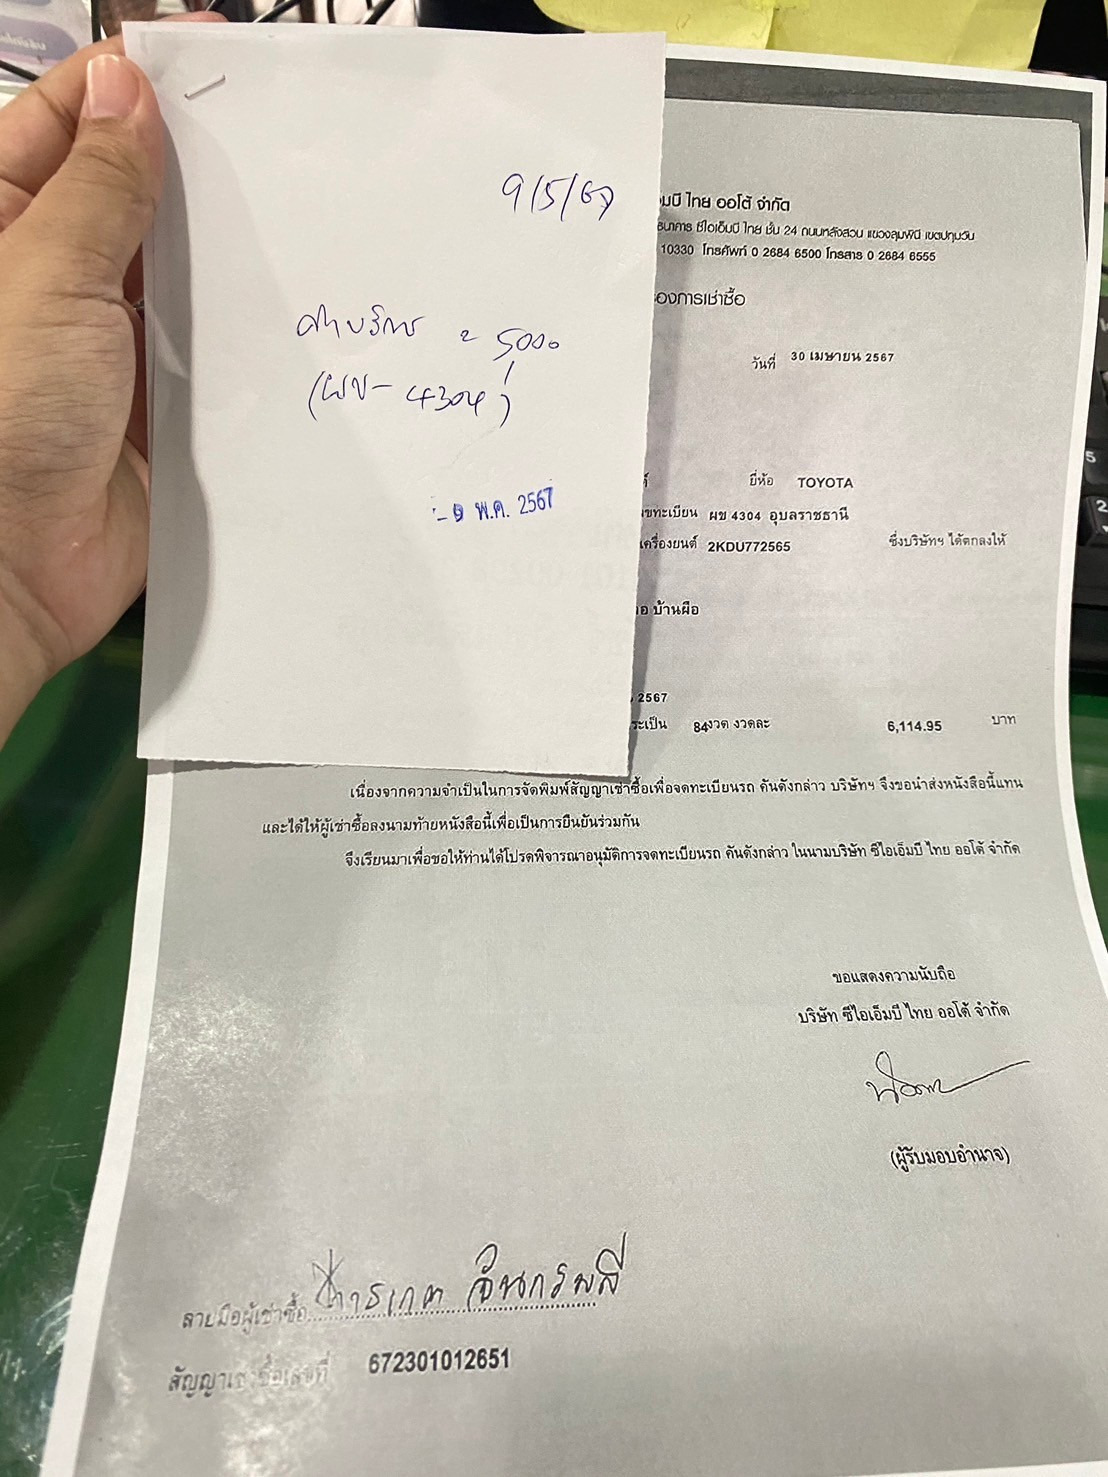 9/5/67
ค่าบริการ = 5000
(ผข - 4304)
- 9 พ.ค. 2567
อ็มบี ไทย ออโต้ จำกัด
ธนาคาร ซีไอเอ็มบี ไทย ชั้น 24 ถนนหลังสวน แขวงลุมพินี เขตปทุมวัน
10330 โทรศัพท์ 0 2684 6500 โทรสาร 0 2684 6555
องการเช่าซื้อ
วันที่ 30 เมษายน 2567
ยี่ห้อ TOYOTA
ขทะเบียน ผข 4304 อุบลราชธานี
เครื่องยนต์ 2KDU772565 ซึ่งบริษัทฯ ได้ตกลงให้
อ บ้านผือ
2567
ระเป็น 84งวด งวดละ 6,114.95 บาท
เนื่องจากความจำเป็นในการจัดพิมพ์สัญญาเช่าซื้อเพื่อจดทะเบียนรถ คันดังกล่าว บริษัทฯ จึงขอนำส่งหนังสือนี้แทน
และได้ให้ผู้เช่าซื้อลงนามท้ายหนังสือนี้เพื่อเป็นการยืนยันร่วมกัน
จึงเรียนมาเพื่อขอให้ท่านได้โปรดพิจารณาอนุมัติการจดทะเบียนรถ คันดังกล่าว ในนามบริษัท ซีไอเอ็มบี ไทย ออโต้ จำกัด
ขอแสดงความนับถือ
บริษัท ซีไอเอ็มบี ไทย ออโต้ จำกัด
(ผู้รับมอบอำนาจ)
ลายมือผู้เช่าซื้อ
สัญญาเช่าซื้อเลขที่ 672301012651